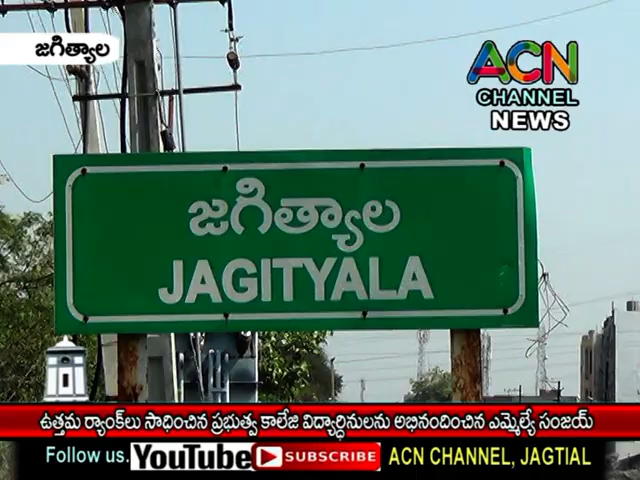 జగిత్యాల
ACN
CHANNEL
NEWS
జగిత్యాల
JAGITYALA
ఉత్తమ ర్యాంక్‌లు సాధించిన ప్రభుత్వ కాలేజి విద్యార్ధినులను అభినందించిన ఎమ్మెల్యే సంజయ్
Follow us. YouTube SUBSCRIBE ACN CHANNEL, JAGTIAL